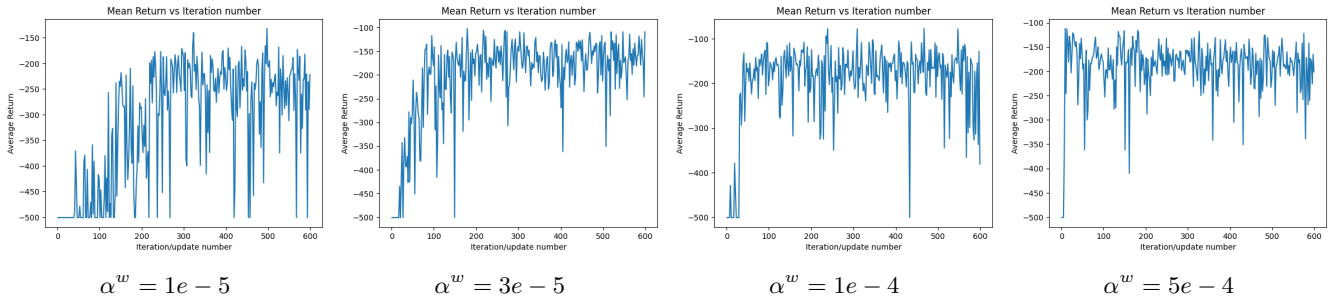 Mean Return vs Iteration number
Average Return
−150
−200
−250
−300
−350
−400
−450
−500
0 100 200 300 400 500 600
Iteration/update number
α^w = 1e − 5
Mean Return vs Iteration number
Average Return
−100
−150
−200
−250
−300
−350
−400
−450
−500
0 100 200 300 400 500 600
Iteration/update number
α^w = 3e − 5
Mean Return vs Iteration number
Average Return
−100
−200
−300
−400
−500
0 100 200 300 400 500 600
Iteration/update number
α^w = 1e − 4
Mean Return vs Iteration number
Average Return
−100
−150
−200
−250
−300
−350
−400
−450
−500
0 100 200 300 400 500 600
Iteration/update number
α^w = 5e − 4